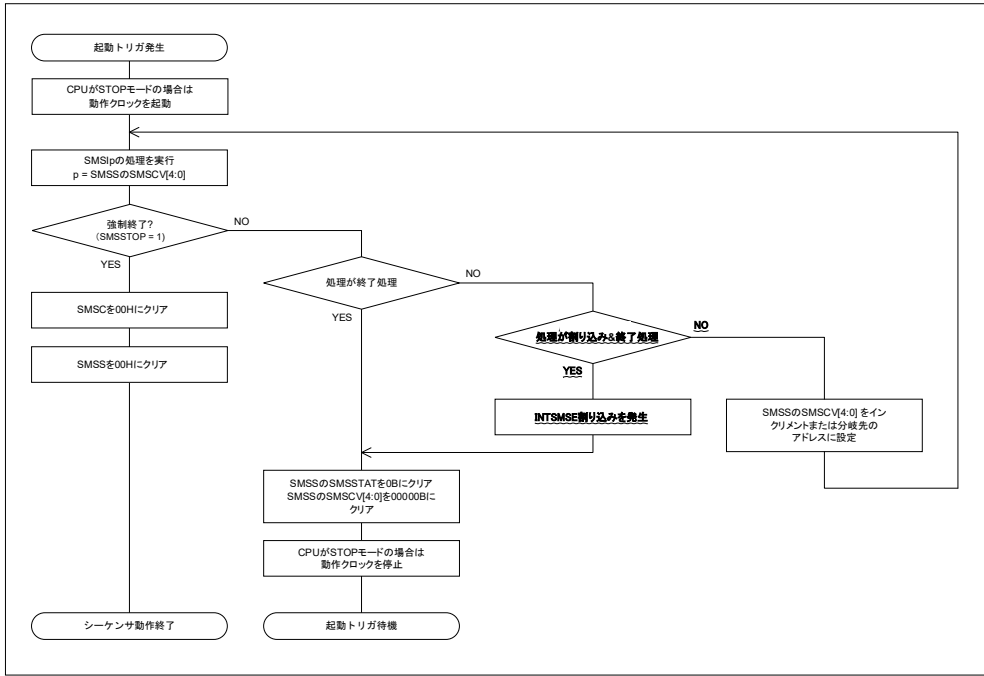 起動トリガ発生
CPUがSTOPモードの場合は
動作クロックを起動
SMSIpの処理を実行
p = SMSSのSMSCV[4:0]
強制終了?
(SMSSTOP = 1)
NO
YES
処理が終了処理
NO
YES
SMSCを00Hにクリア
処理が割り込み&終了処理
NO
YES
SMSSを00Hにクリア
INTSMSE割り込みを発生
SMSSのSMSCV[4:0] をイン
クリメントまたは分岐先の
アドレスに設定
SMSSのSMSSTATを0Bにクリア
SMSSのSMSCV[4:0]を00000Bに
クリア
CPUがSTOPモードの場合は
動作クロックを停止
シーケンサ動作終了
起動トリガ待機